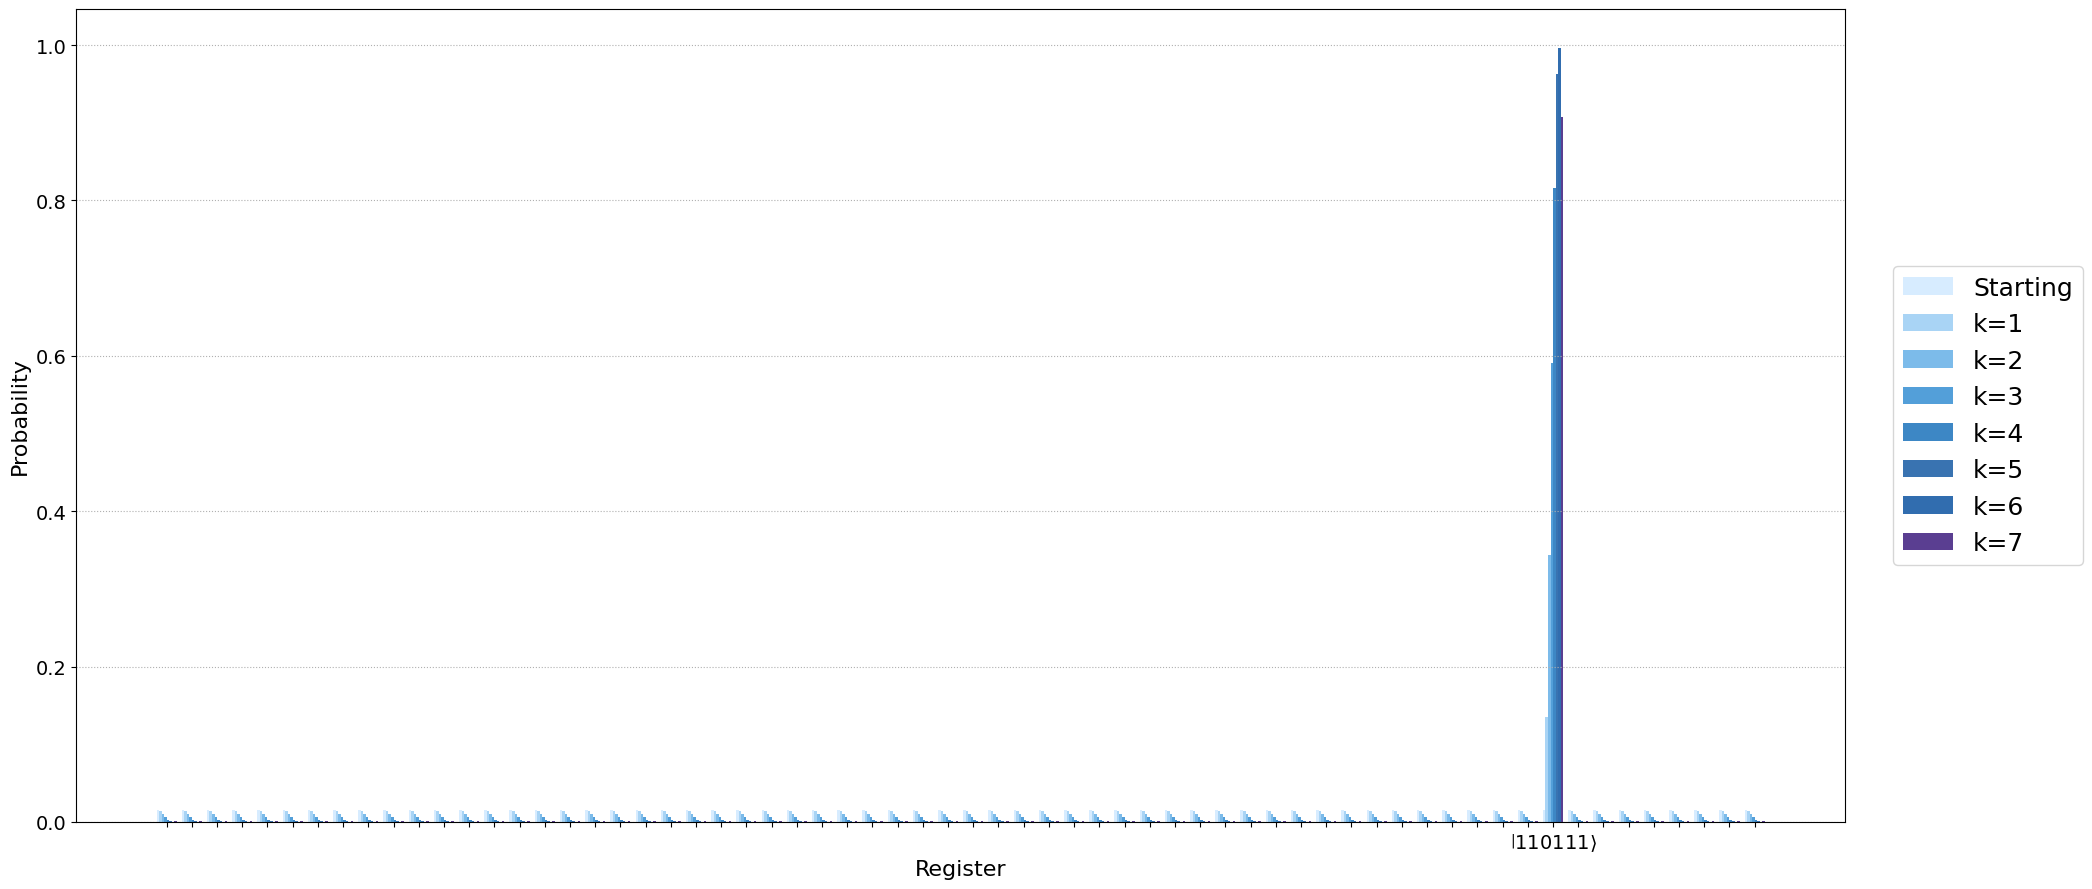 1.0
0.8
0.6
0.4
0.2
0.0
Probability
|110111⟩
Register
Starting
k=1
k=2
k=3
k=4
k=5
k=6
k=7